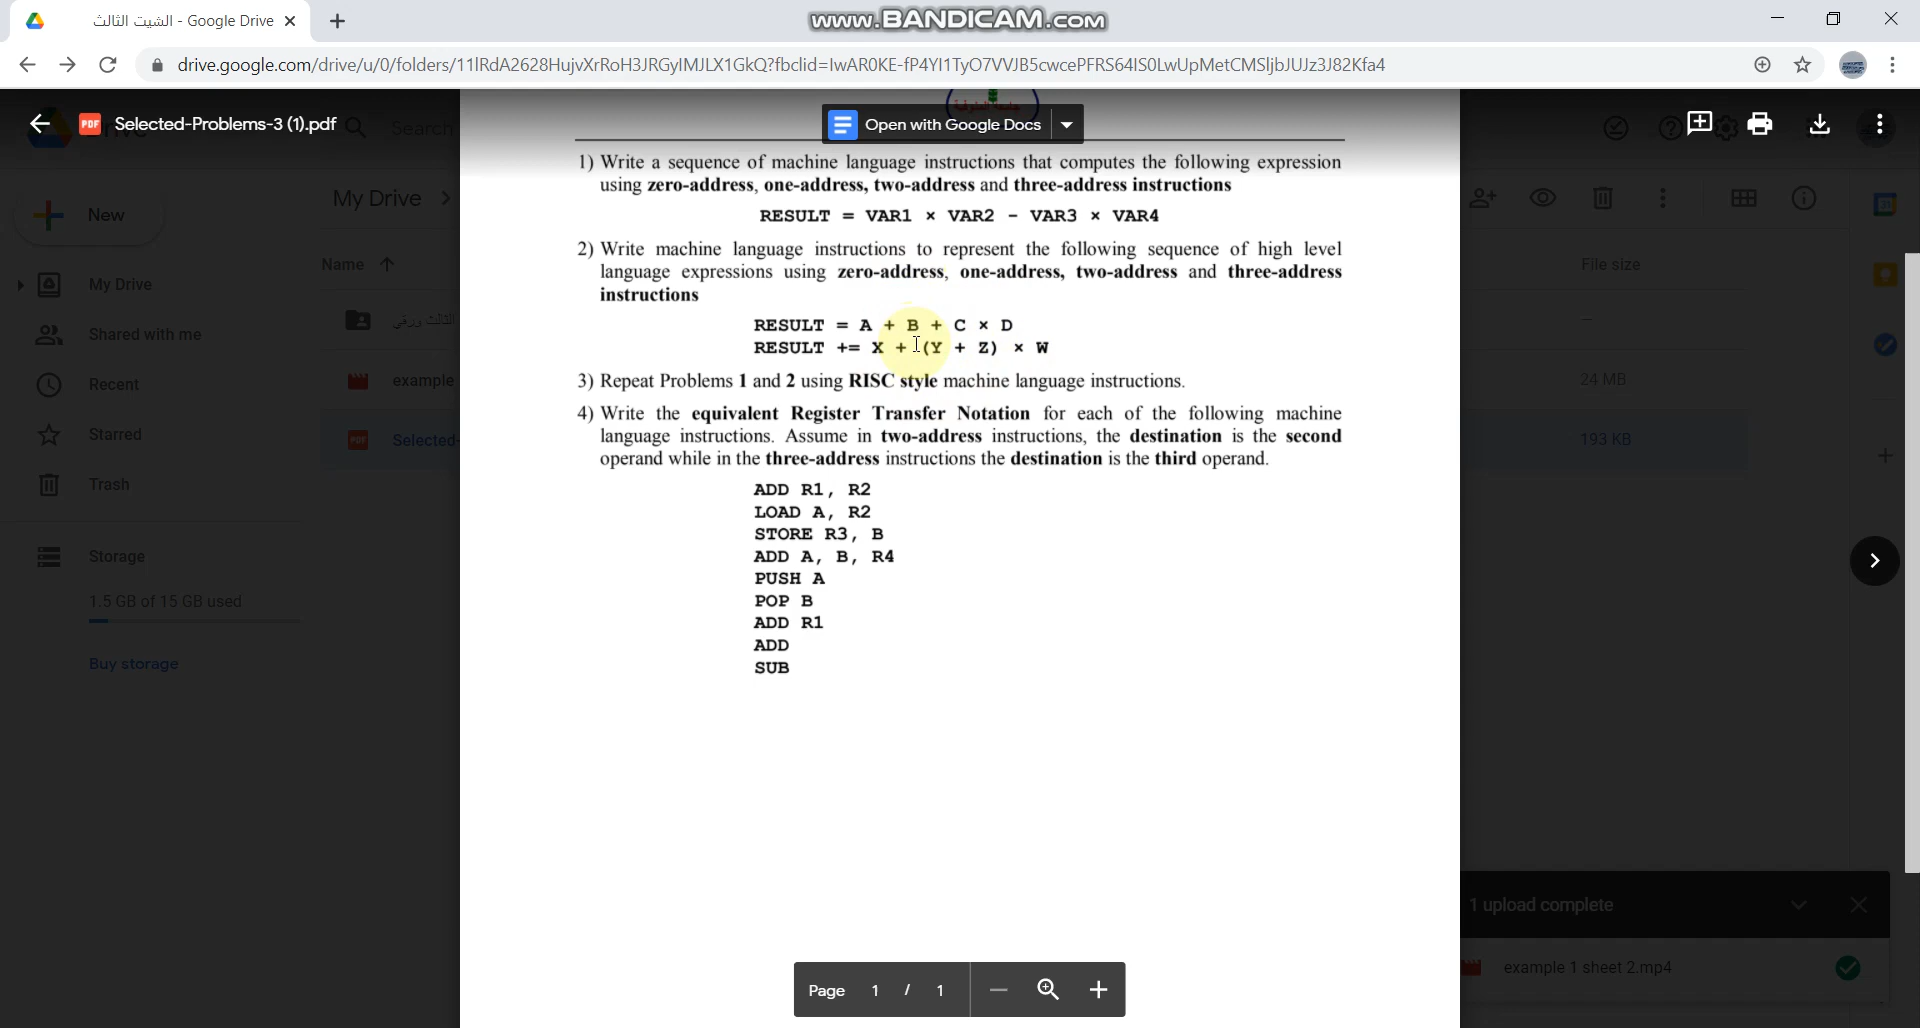 الشيت الثالث - Google Drive
www.BANDICAM.com
drive.google.com/drive/u/0/folders/11lRdA2628HujvXrRoH3JRGyIMJLX1GkQ?fbclid=IwAR0KE-fP4YI1TyO7VVJB5cwcePFRS64IS0LwUpMetCMSljbJUJz3J82Kfa4
PDF Selected-Problems-3 (1).pdf
Search
Open with Google Docs
New
My Drive
Name
File size
My Drive
Shared with me
Recent
Starred
Trash
Storage
1.5 GB of 15 GB used
Buy storage
الثالث ورقي
example
Selected-
24 MB
193 KB
1) Write a sequence of machine language instructions that computes the following expression
using zero-address, one-address, two-address and three-address instructions
RESULT = VAR1 × VAR2 - VAR3 × VAR4
2) Write machine language instructions to represent the following sequence of high level
language expressions using zero-address, one-address, two-address and three-address
instructions
RESULT = A + B + C × D
RESULT += X + (Y + Z) × W
3) Repeat Problems 1 and 2 using RISC style machine language instructions.
4) Write the equivalent Register Transfer Notation for each of the following machine
language instructions. Assume in two-address instructions, the destination is the second
operand while in the three-address instructions the destination is the third operand.
ADD R1, R2
LOAD A, R2
STORE R3, B
ADD A, B, R4
PUSH A
POP B
ADD R1
ADD
SUB
1 upload complete
example 1 sheet 2.mp4
Page 1 / 1